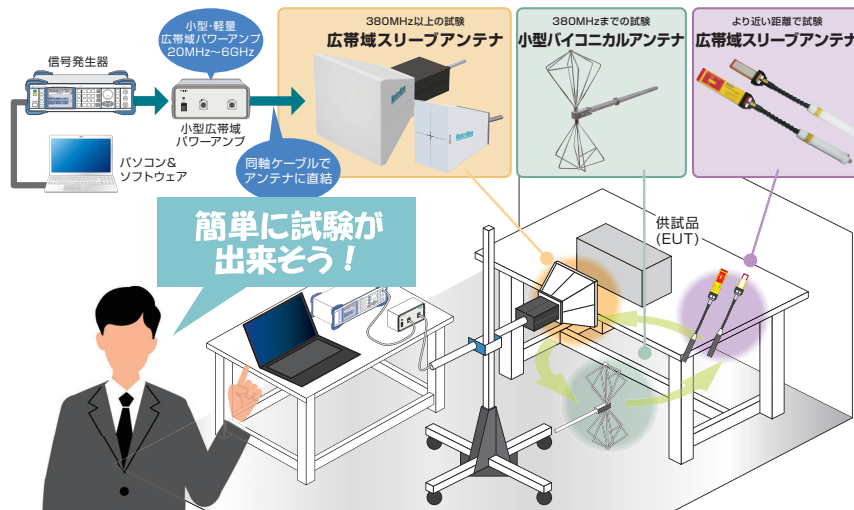 信号発生器
小型・軽量
広帯域パワーアンプ
20MHz～6GHz
小型広帯域
パワーアンプ
パソコン&
ソフトウェア
同軸ケーブルで
アンテナに直結
380MHz以上の試験
広帯域スリーブアンテナ
380MHzまでの試験
小型バイコニカルアンテナ
より近い距離で試験
広帯域スリーブアンテナ
簡単に試験が
出来そう！
供試品
(EUT)